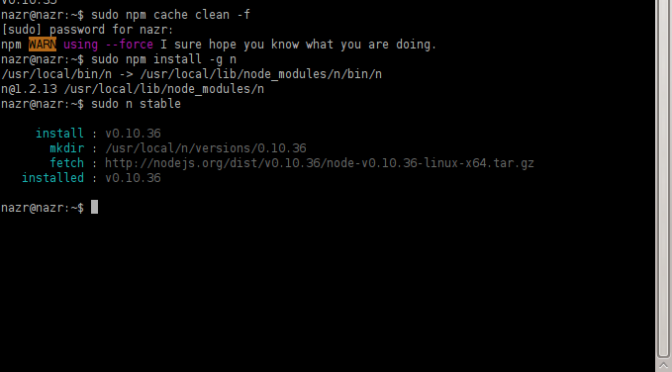 v0.10.35
nazr@nazr:~$ sudo npm cache clean -f
[sudo] password for nazr:
npm WARN using --force I sure hope you know what you are doing.
nazr@nazr:~$ sudo npm install -g n
/usr/local/bin/n -> /usr/local/lib/node_modules/n/bin/n
n@1.2.13 /usr/local/lib/node_modules/n
nazr@nazr:~$ sudo n stable
install : v0.10.36
mkdir : /usr/local/n/versions/0.10.36
fetch : http://nodejs.org/dist/v0.10.36/node-v0.10.36-linux-x64.tar.gz
installed : v0.10.36
nazr@nazr:~$